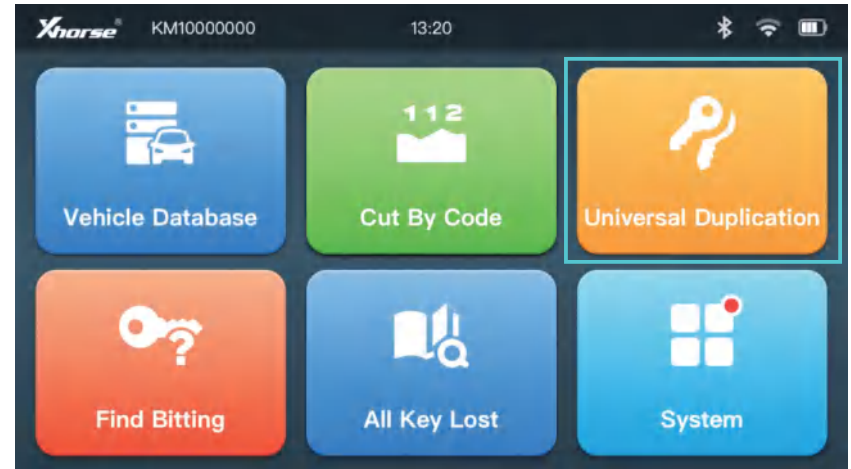 Xhorse® KM10000000 13:20
112
Vehicle Database Cut By Code Universal Duplication
?
Find Bitting All Key Lost System